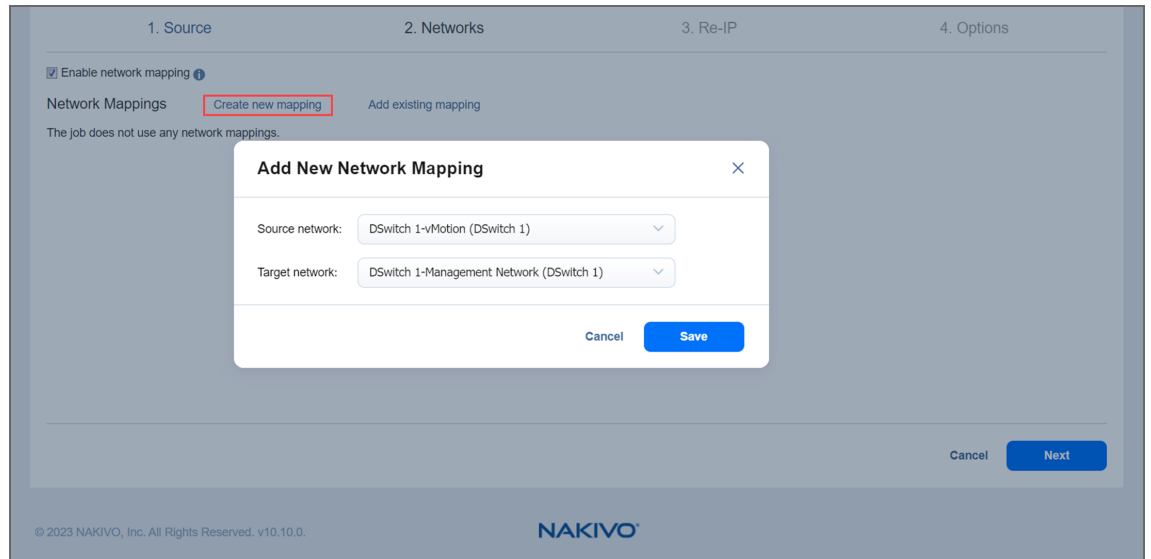 1. Source 2. Networks 3. Re-IP 4. Options
Enable network mapping
Network Mappings Create new mapping Add existing mapping
The job does not use any network mappings.
Add New Network Mapping
Source network: DSwitch 1-vMotion (DSwitch 1)
Target network: DSwitch 1-Management Network (DSwitch 1)
Cancel Save
Cancel Next
© 2023 NAKIVO, Inc. All Rights Reserved. v10.10.0. NAKIVO®